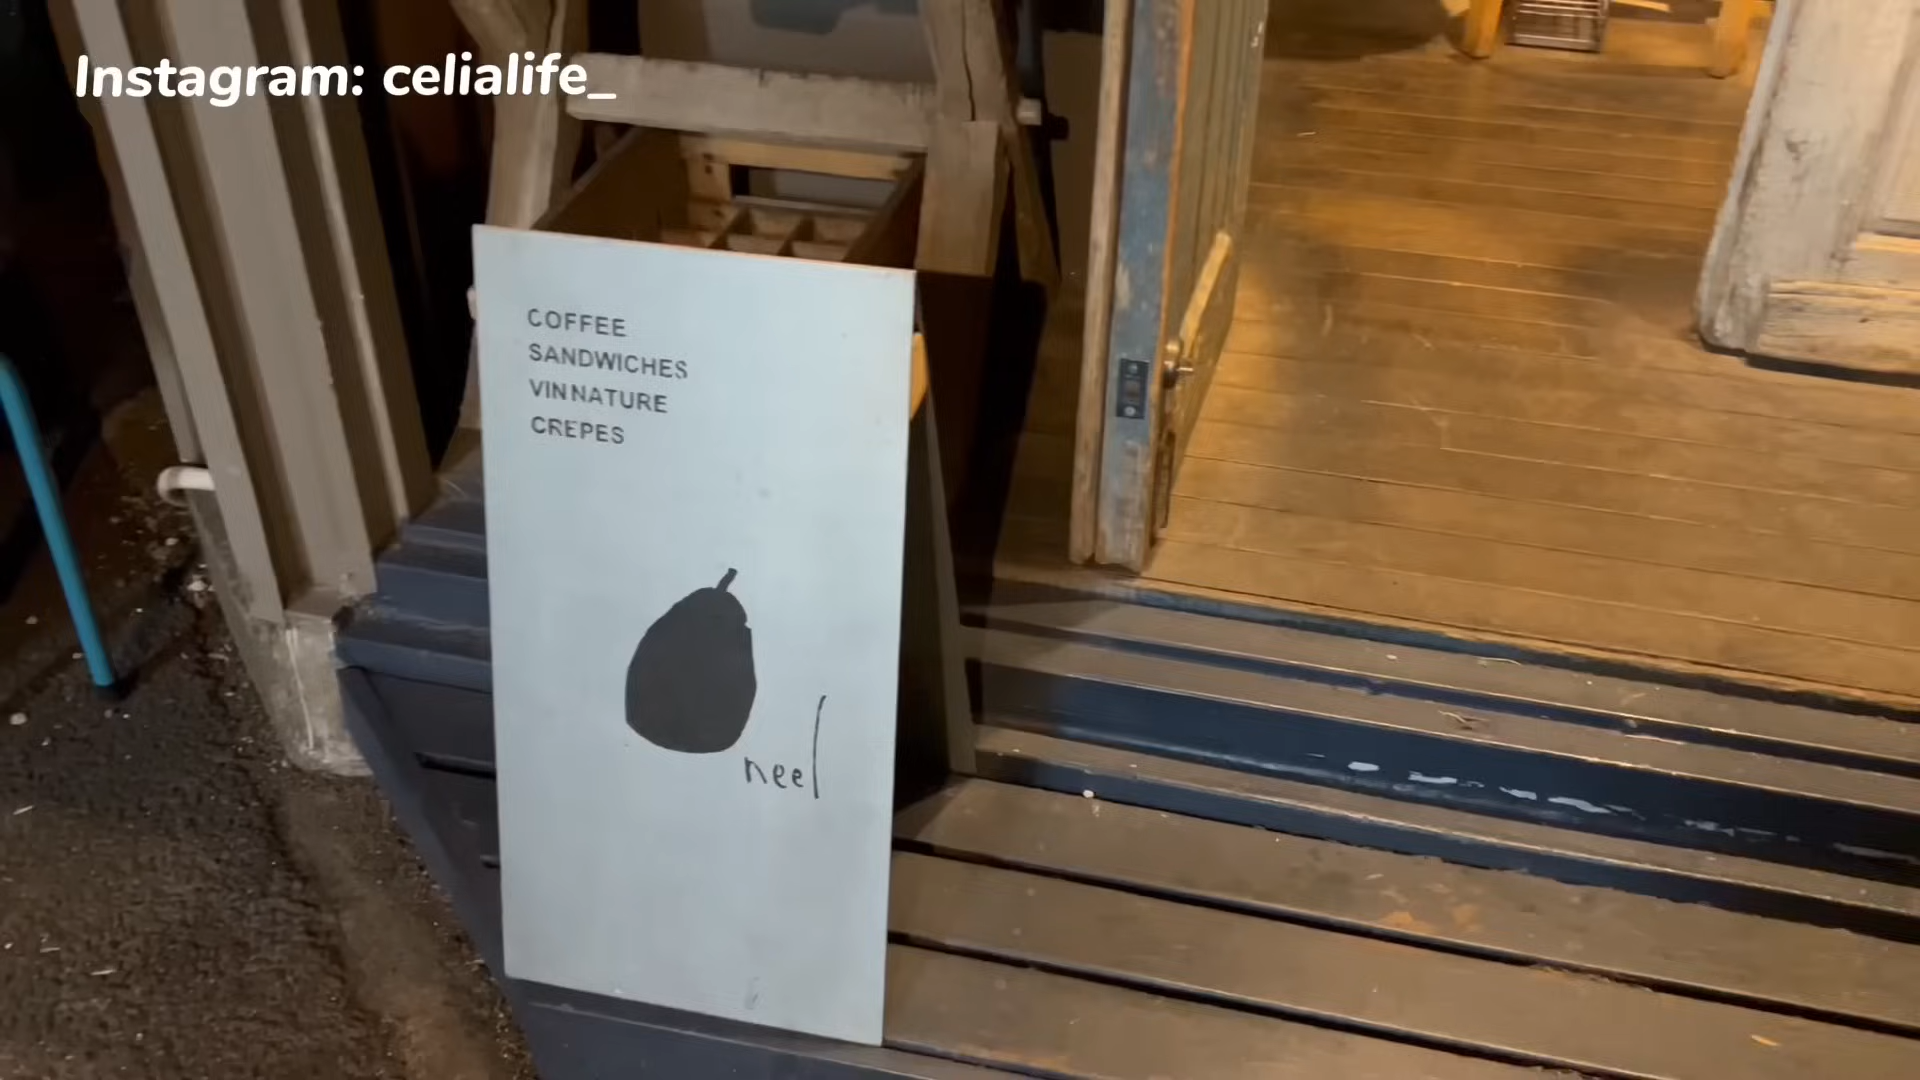 Instagram: celialife_
COFFEE
SANDWICHES
VIN NATURE
CREPES
neel